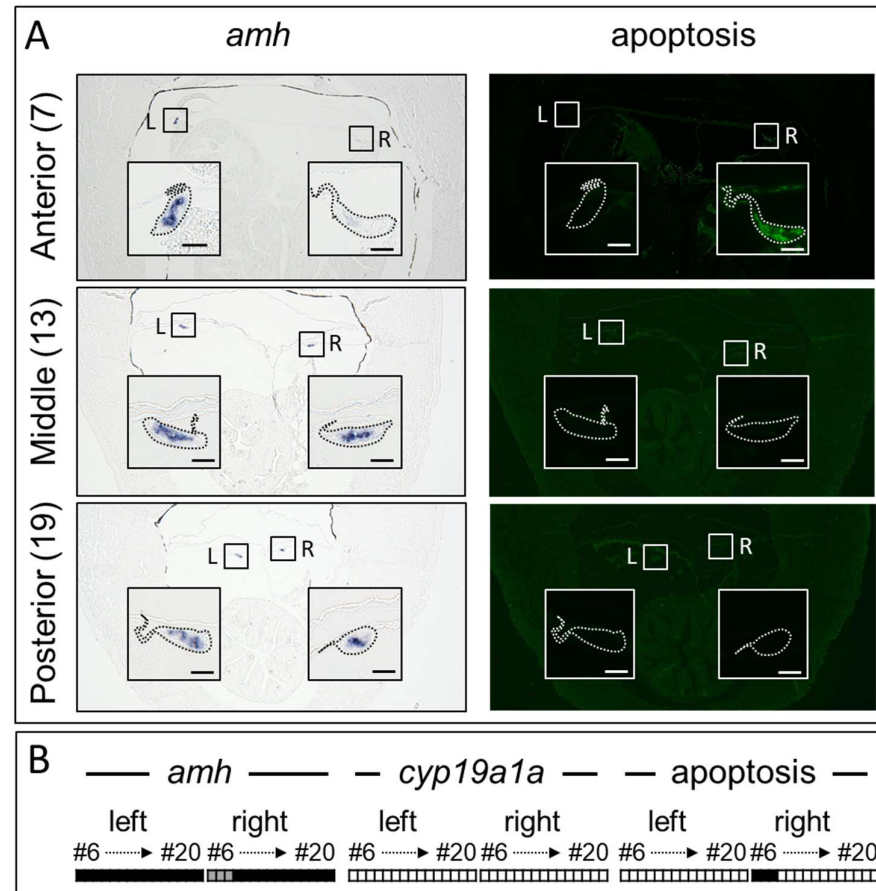 A
amh apoptosis
Anterior (7)
L R
L R
Middle (13)
L R
L R
Posterior (19)
L R
L R
B
amh cyp19a1a apoptosis
left right left right left right
#6 #20 #6 #20 #6 #20 #6 #20 #6 #20 #6 #20